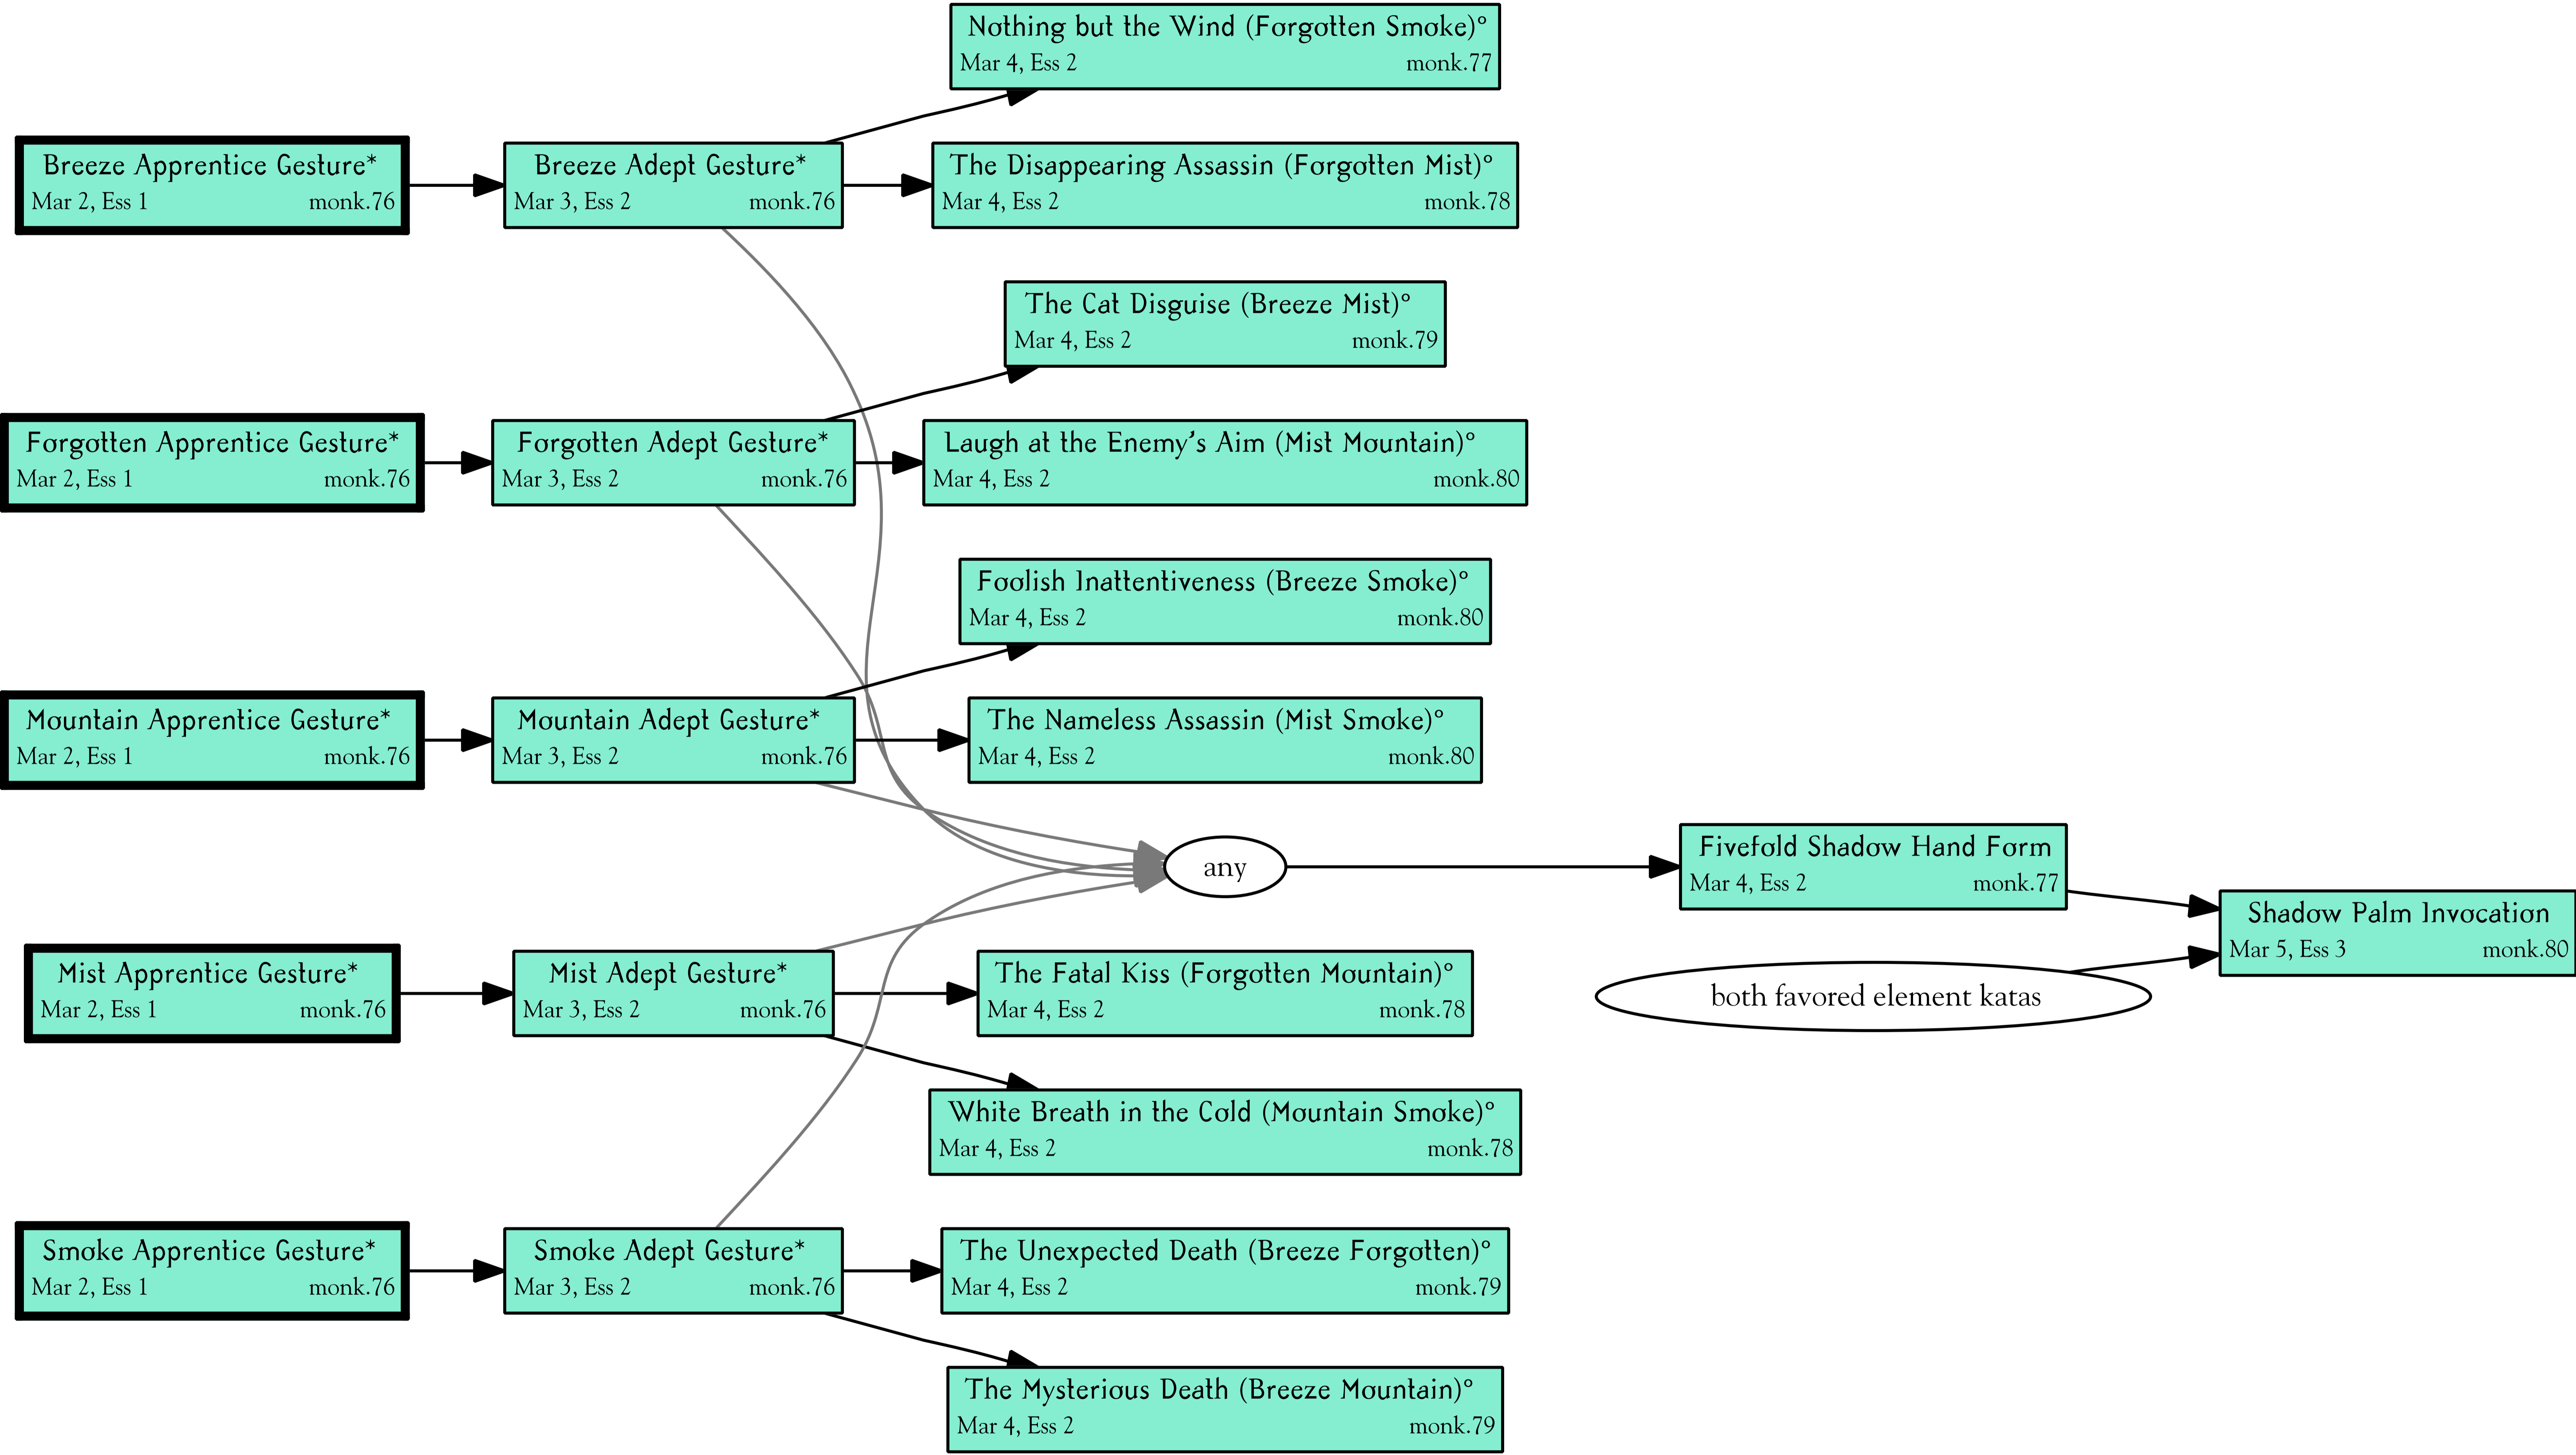 Nothing but the Wind (Forgotten Smoke)°
Mar 4, Ess 2 monk.77
Breeze Apprentice Gesture*
Mar 2, Ess 1 monk.76
Breeze Adept Gesture*
Mar 3, Ess 2 monk.76
The Disappearing Assassin (Forgotten Mist)°
Mar 4, Ess 2 monk.78
The Cat Disguise (Breeze Mist)°
Mar 4, Ess 2 monk.79
Forgotten Apprentice Gesture*
Mar 2, Ess 1 monk.76
Forgotten Adept Gesture*
Mar 3, Ess 2 monk.76
Laugh at the Enemy's Aim (Mist Mountain)°
Mar 4, Ess 2 monk.80
Foolish Inattentiveness (Breeze Smoke)°
Mar 4, Ess 2 monk.80
Mountain Apprentice Gesture*
Mar 2, Ess 1 monk.76
Mountain Adept Gesture*
Mar 3, Ess 2 monk.76
The Nameless Assassin (Mist Smoke)°
Mar 4, Ess 2 monk.80
any
Fivefold Shadow Hand Form
Mar 4, Ess 2 monk.77
Shadow Palm Invocation
Mar 5, Ess 3 monk.80
both favored element katas
Mist Apprentice Gesture*
Mar 2, Ess 1 monk.76
Mist Adept Gesture*
Mar 3, Ess 2 monk.76
The Fatal Kiss (Forgotten Mountain)°
Mar 4, Ess 2 monk.78
White Breath in the Cold (Mountain Smoke)°
Mar 4, Ess 2 monk.78
Smoke Apprentice Gesture*
Mar 2, Ess 1 monk.76
Smoke Adept Gesture*
Mar 3, Ess 2 monk.76
The Unexpected Death (Breeze Forgotten)°
Mar 4, Ess 2 monk.79
The Mysterious Death (Breeze Mountain)°
Mar 4, Ess 2 monk.79